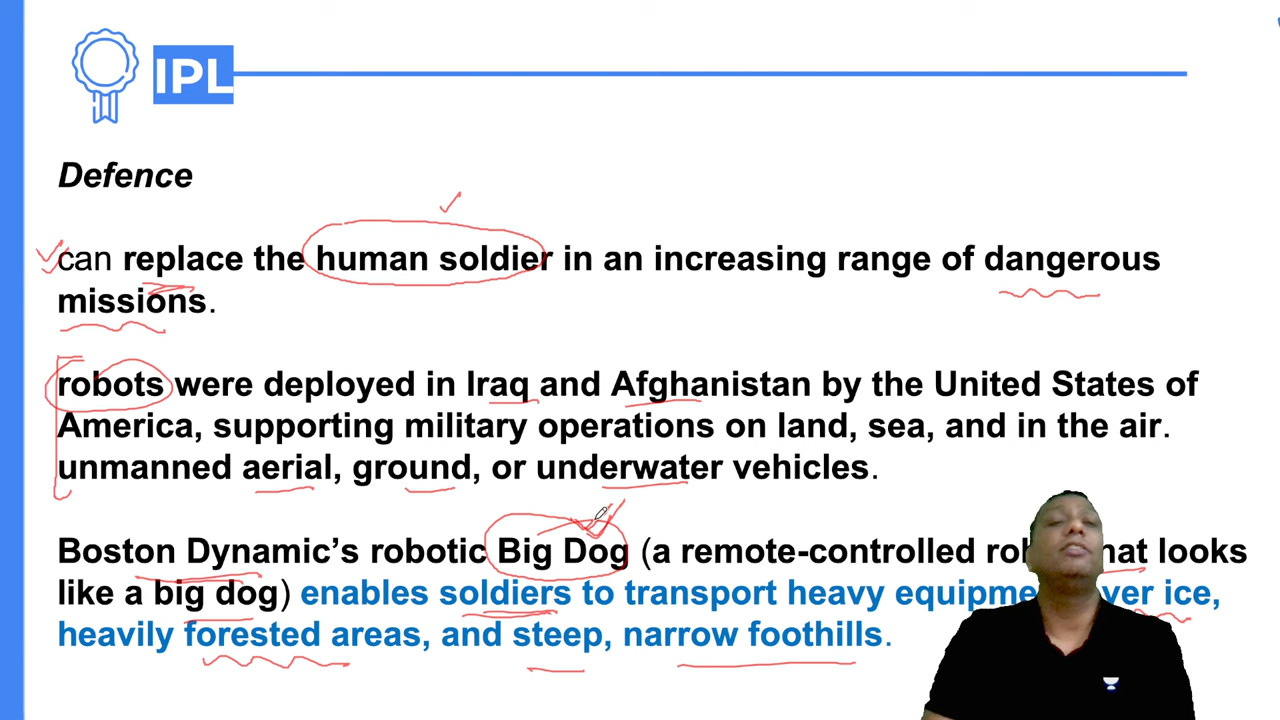 IPL
Defence
can replace the human soldier in an increasing range of dangerous
missions.
robots were deployed in Iraq and Afghanistan by the United States of
America, supporting military operations on land, sea, and in the air.
unmanned aerial, ground, or underwater vehicles.
Boston Dynamic's robotic Big Dog (a remote-controlled looks
like a big dog) enables soldiers to transport heavy ice,
heavily forested areas, and steep, narrow foothills.